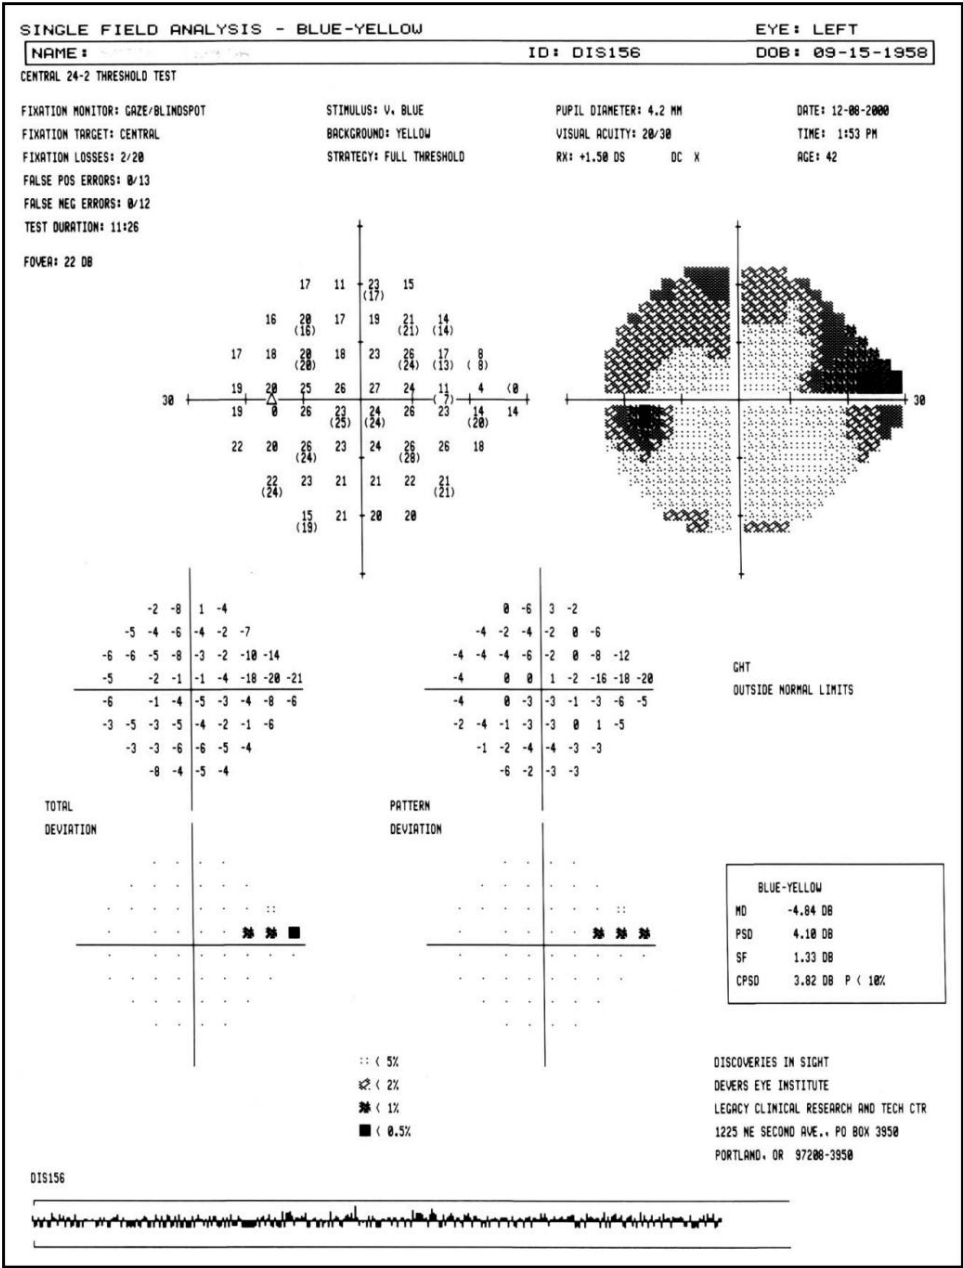 SINGLE FIELD ANALYSIS - BLUE-YELLOW EYE: LEFT
NAME: ID: DIS156 DOB: 09-15-1958
CENTRAL 24-2 THRESHOLD TEST
FIXATION MONITOR: GAZE/BLINDSPOT STIMULUS: V, BLUE PUPIL DIAMETER: 4.2 MM DATE: 12-08-2000
FIXATION TARGET: CENTRAL BACKGROUND: YELLOW VISUAL ACUITY: 20/30 TIME: 1:53 PM
FIXATION LOSSES: 2/20 STRATEGY: FULL THRESHOLD RX: +1.50 DS DC X AGE: 42
FALSE POS ERRORS: 0/13
FALSE NEG ERRORS: 0/12
TEST DURATION: 11:26
FOVEA: 22 DB
17 11 23 15
(17)
16 20 17 19 21 14
(16) (21) (14)
17 18 20 18 23 26 17 8
(20) (24) (13) ( 8)
19 20 25 26 27 24 11 4 (0
30 ( 7) 30
19 0 26 23 24 26 23 14 14
(25) (24) (20)
22 20 26 23 24 26 26 18
(24) (28)
22 23 21 21 22 21
(24) (21)
15 21 20 20
(19)
-2 -8 1 -4 0 -6 3 -2
-5 -4 -6 -4 -2 -7 -4 -2 -4 -2 0 -6
-6 -6 -5 -8 -3 -2 -10 -14 -4 -4 -4 -6 -2 0 -8 -12
GHT
-5 -2 -1 -1 -4 -18 -20 -21 -4 0 0 1 -2 -16 -18 -20
OUTSIDE NORMAL LIMITS
-6 -1 -4 -5 -3 -4 -8 -6 -4 0 -3 -3 -1 -3 -6 -5
-3 -5 -3 -5 -4 -2 -1 -6 -2 -4 -1 -3 -3 0 1 -5
-3 -3 -6 -6 -5 -4 -1 -2 -4 -4 -3 -3
-8 -4 -5 -4 -6 -2 -3 -3
TOTAL PATTERN
DEVIATION DEVIATION
BLUE-YELLOW
MD -4.84 DB
PSD 4.10 DB
SF 1.33 DB
CPSD 3.82 DB P < 10%
:: < 5%
< 2%
< 1%
< 0.5%
DISCOVERIES IN SIGHT
DEVERS EYE INSTITUTE
LEGACY CLINICAL RESEARCH AND TECH CTR
1225 NE SECOND AVE., PO BOX 3950
PORTLAND, OR 97208-3950
DIS156